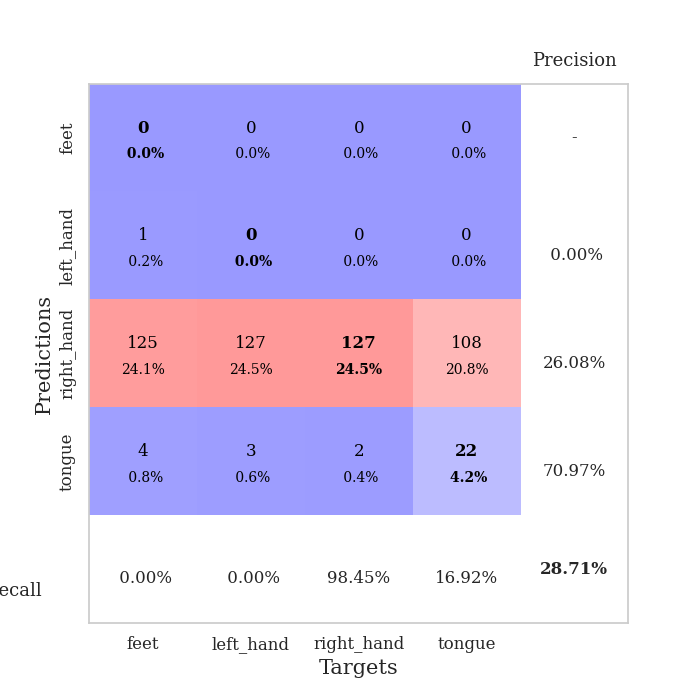 Precision
feet
0 0 0 0 -
0.0% 0.0% 0.0% 0.0%
left_hand
1 0 0 0 0.00%
0.2% 0.0% 0.0% 0.0%
Predictions
right_hand
125 127 127 108 26.08%
24.1% 24.5% 24.5% 20.8%
tongue
4 3 2 22 70.97%
0.8% 0.6% 0.4% 4.2%
ecall 0.00% 0.00% 98.45% 16.92% 28.71%
feet left_hand right_hand tongue
Targets